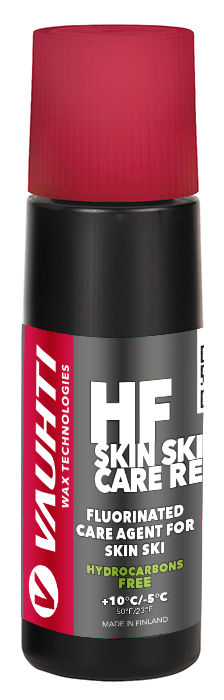 VAUHTI
WAX TECHNOLOGIES
HF
SKIN SKI
CARE RE
FLUORINATED
CARE AGENT FOR
SKIN SKI
HYDROCARBONS
FREE
+10°C/-5°C
50°F/23°F
MADE IN FINLAND